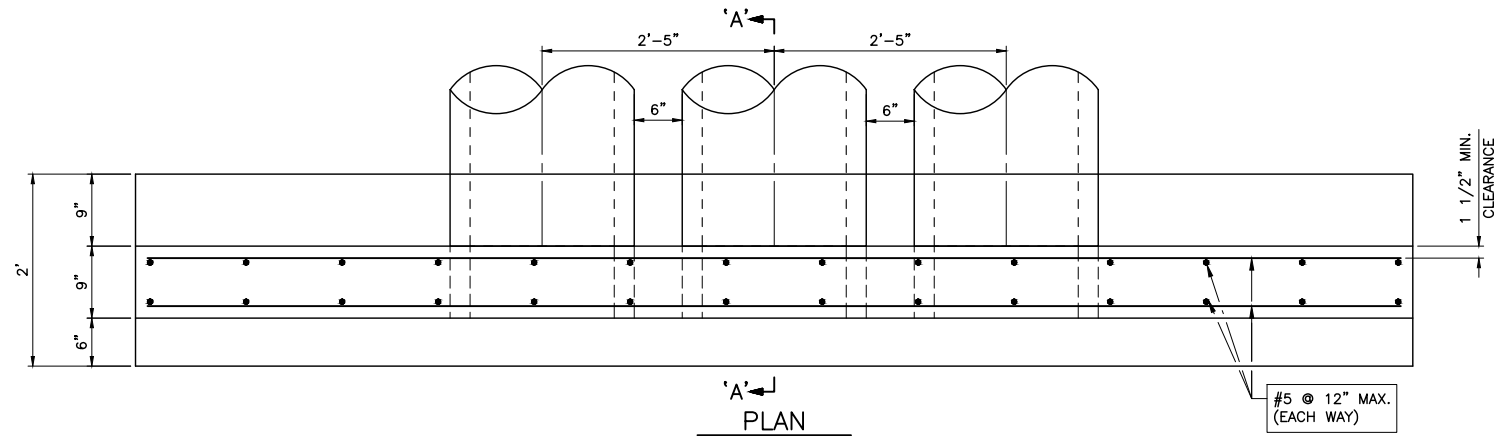 'A'
2'-5" 2'-5"
6" 6"
9"
9"
6"
2'
1 1/2" MIN.
CLEARANCE
'A'
#5 @ 12" MAX.
(EACH WAY)
PLAN